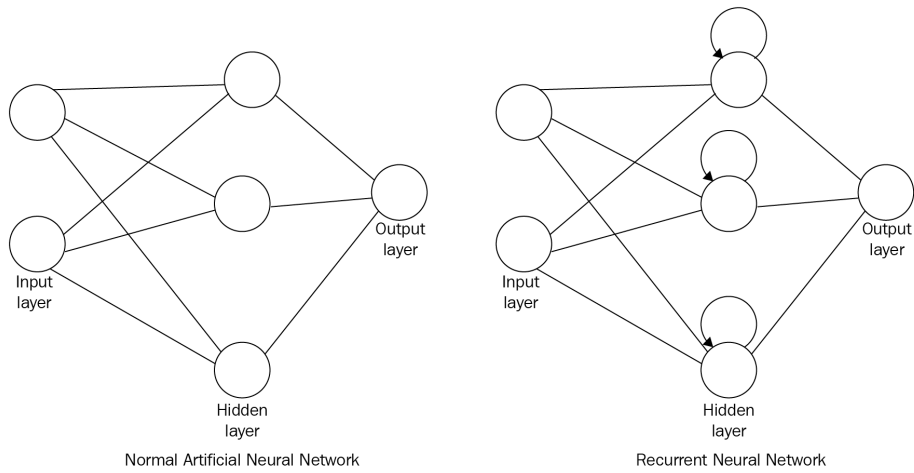 Output
layer
Input
layer
Hidden
layer
Normal Artificial Neural Network
Output
layer
Input
layer
Hidden
layer
Recurrent Neural Network